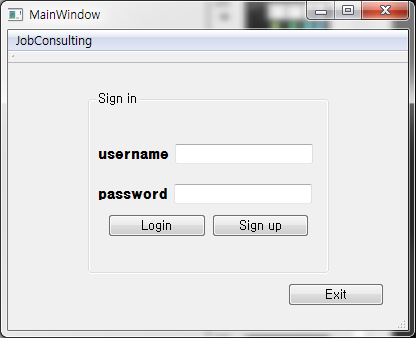 MainWindow
JobConsulting
Sign in
username
password
Login Sign up
Exit